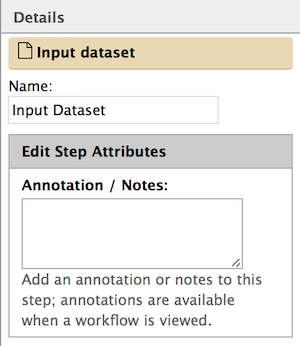 Details
Input dataset
Name:
Input Dataset
Edit Step Attributes
Annotation / Notes:
Add an annotation or notes to this
step; annotations are available
when a workflow is viewed.